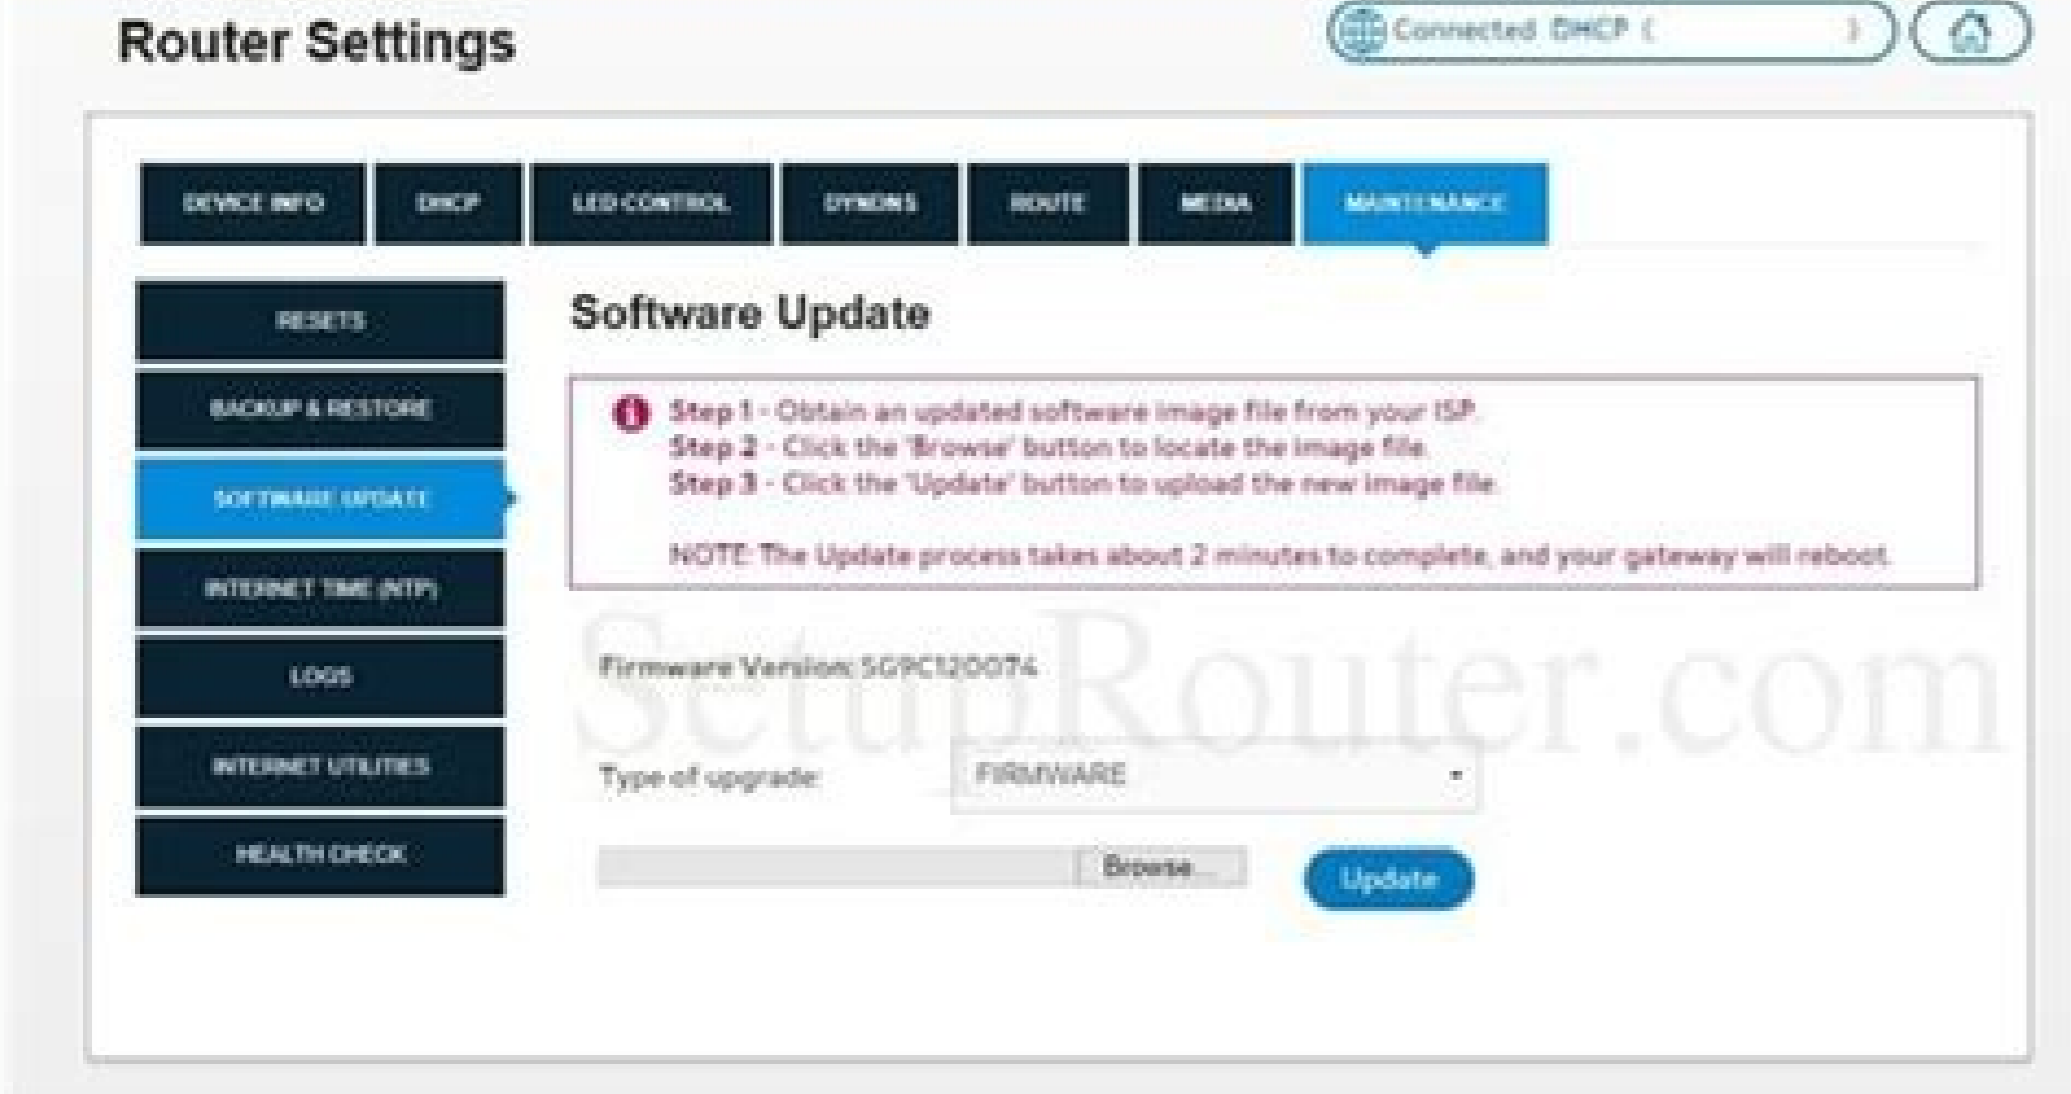 Router Settings
Connected DHCP ( )
DEVICE INFO
DHCP
LED CONTROL
DYNDNS
ROUTE
MEDIA
MAINTENANCE
RESETS
BACKUP & RESTORE
SOFTWARE UPDATE
INTERNET TIME (NTP)
LOGS
INTERNET UTILITIES
HEALTH CHECK
Software Update
Step 1 - Obtain an updated software image file from your ISP.
Step 2 - Click the 'Browse' button to locate the image file.
Step 3 - Click the 'Update' button to upload the new image file.
NOTE: The Update process takes about 2 minutes to complete, and your gateway will reboot.
SetupRouter.com
Firmware Version: SG9C120074
Type of upgrade:
FIRMWARE
Browse...
Update